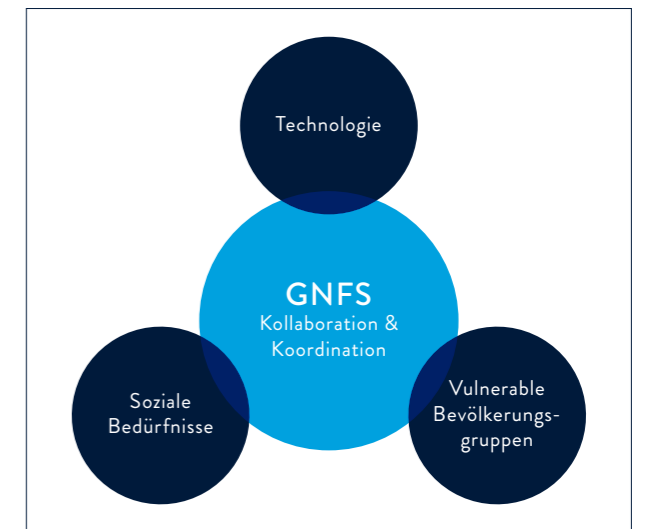 Technologie
GNFS
Kollaboration &
Koordination
Soziale
Bedürfnisse
Vulnerable
Bevölkerungs-
gruppen